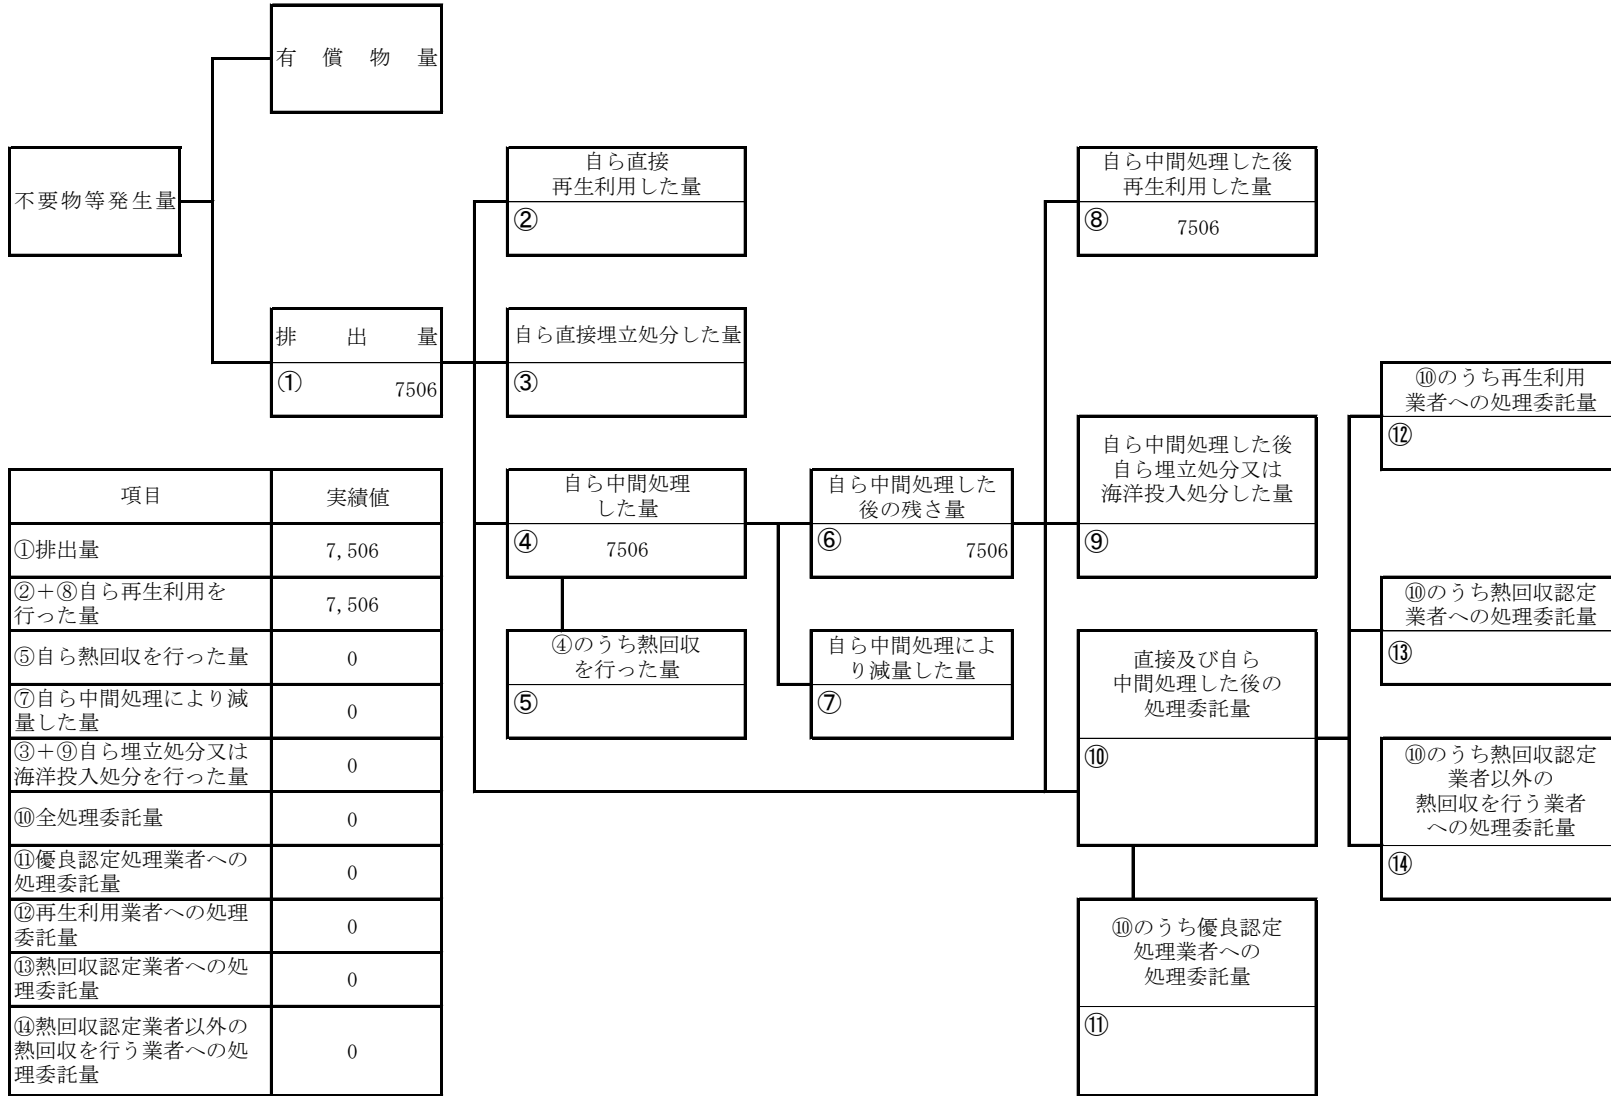 有償物量
不要物等発生量
自ら直接
再生利用した量
②
自ら中間処理した後
再生利用した量
⑧ 7506
排出量
① 7506
自ら直接埋立処分した量
③
⑩のうち再生利用
業者への処理委託量
⑫
自ら中間処理
した量
④ 7506
自ら中間処理した
後の残さ量
⑥ 7506
自ら中間処理した後
自ら埋立処分又は
海洋投入処分した量
⑨
⑩のうち熱回収認定
業者への処理委託量
⑬
④のうち熱回収
を行った量
⑤
自ら中間処理によ
り減量した量
⑦
直接及び自ら
中間処理した後の
処理委託量
⑩
⑩のうち熱回収認定
業者以外の
熱回収を行う業者
への処理委託量
⑭
⑩のうち優良認定
処理業者への
処理委託量
⑪
項目 実績値
①排出量 7,506
②+⑧自ら再生利用を
行った量 7,506
⑤自ら熱回収を行った量 0
⑦自ら中間処理により減
量した量 0
③+⑨自ら埋立処分又は
海洋投入処分を行った量 0
⑩全処理委託量 0
⑪優良認定処理業者への
処理委託量 0
⑫再生利用業者への処理
委託量 0
⑬熱回収認定業者への処
理委託量 0
⑭熱回収認定業者以外の
熱回収を行う業者への処
理委託量 0